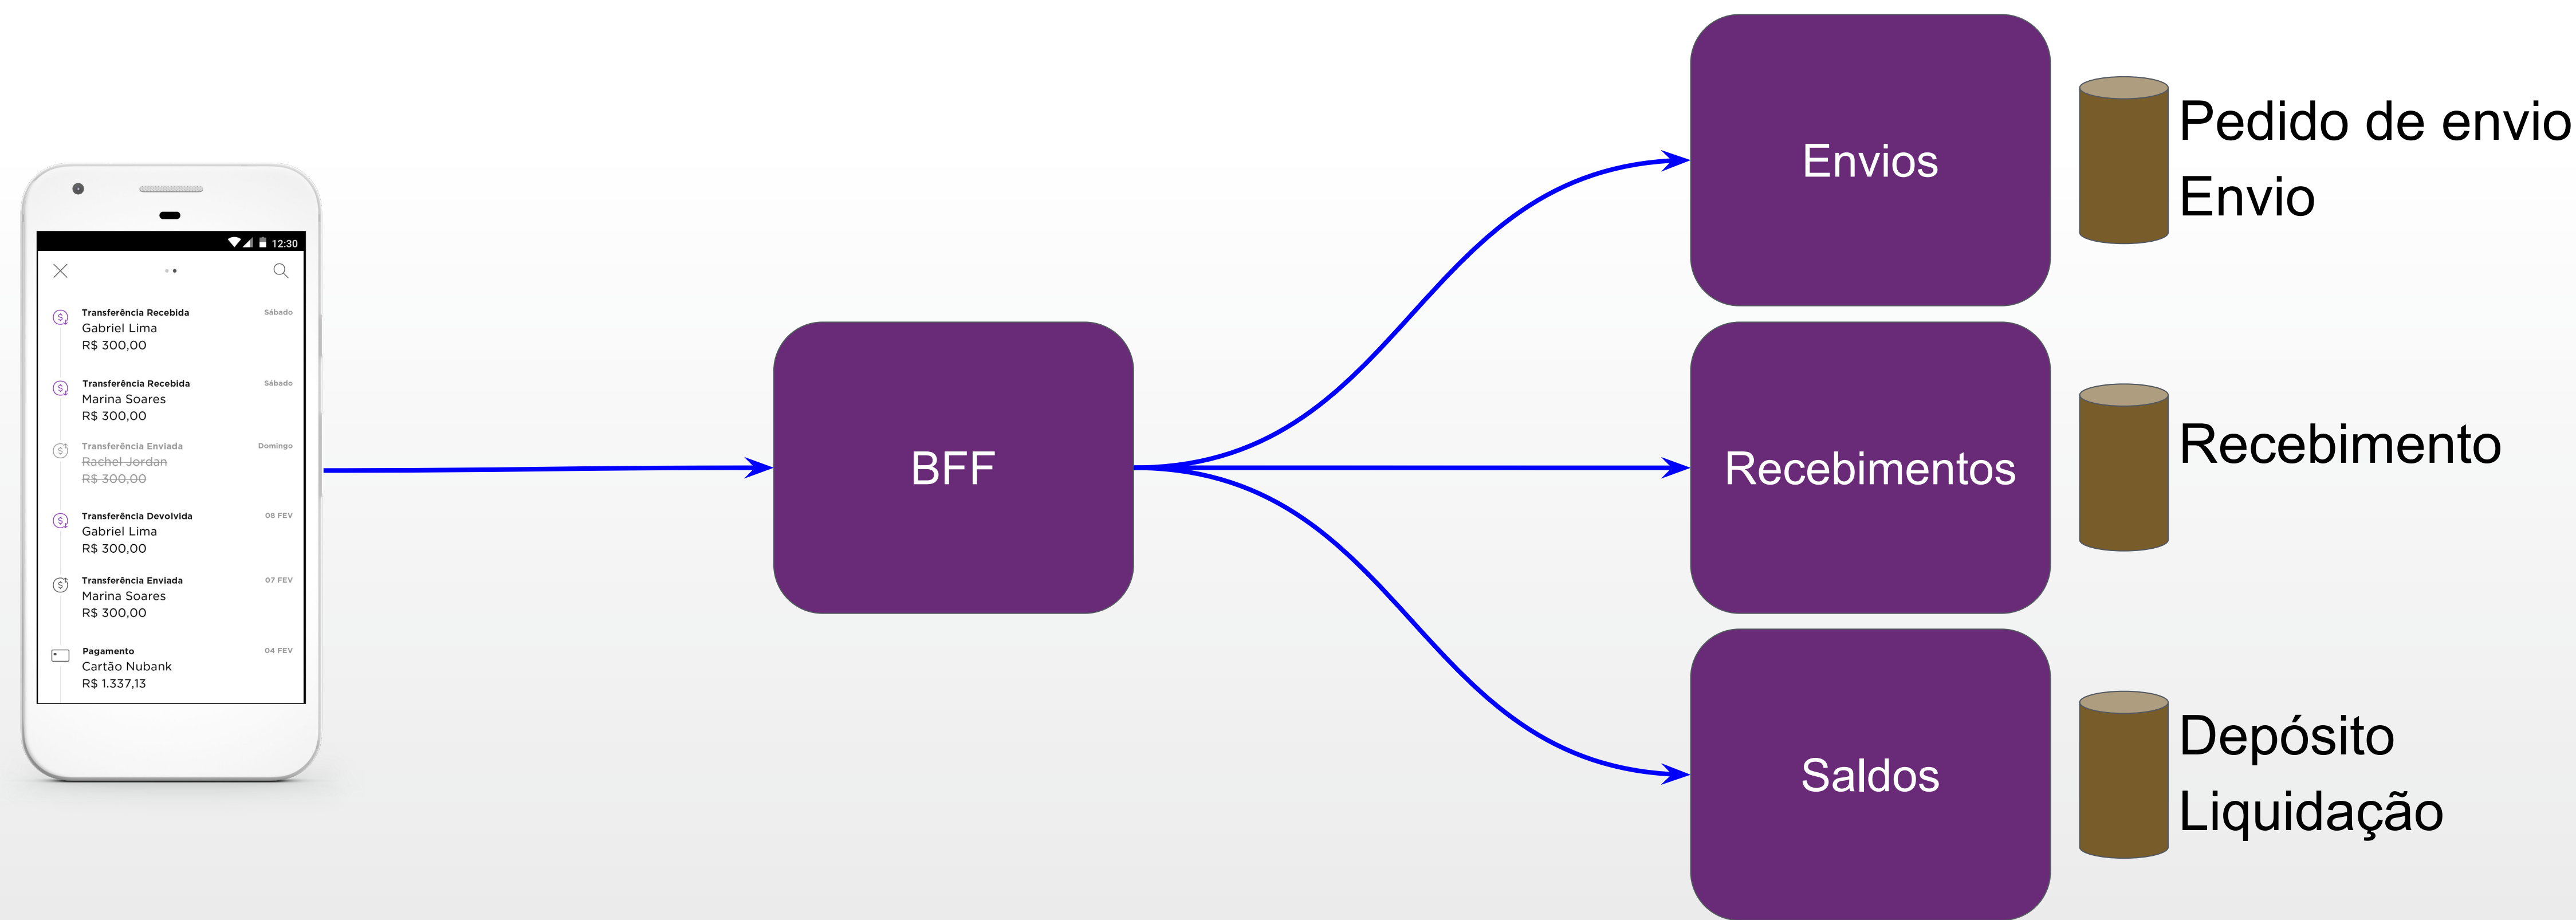 12:30
Transferência Recebida Sábado
Gabriel Lima
R$ 300,00
Transferência Recebida Sábado
Marina Soares
R$ 300,00
Transferência Enviada Domingo
Rachel Jordan
R$ 300,00
Transferência Devolvida 08 FEV
Gabriel Lima
R$ 300,00
Transferência Enviada 07 FEV
Marina Soares
R$ 300,00
Pagamento 04 FEV
Cartão Nubank
R$ 1.337,13
BFF
Envios
Pedido de envio
Envio
Recebimentos
Recebimento
Saldos
Depósito
Liquidação